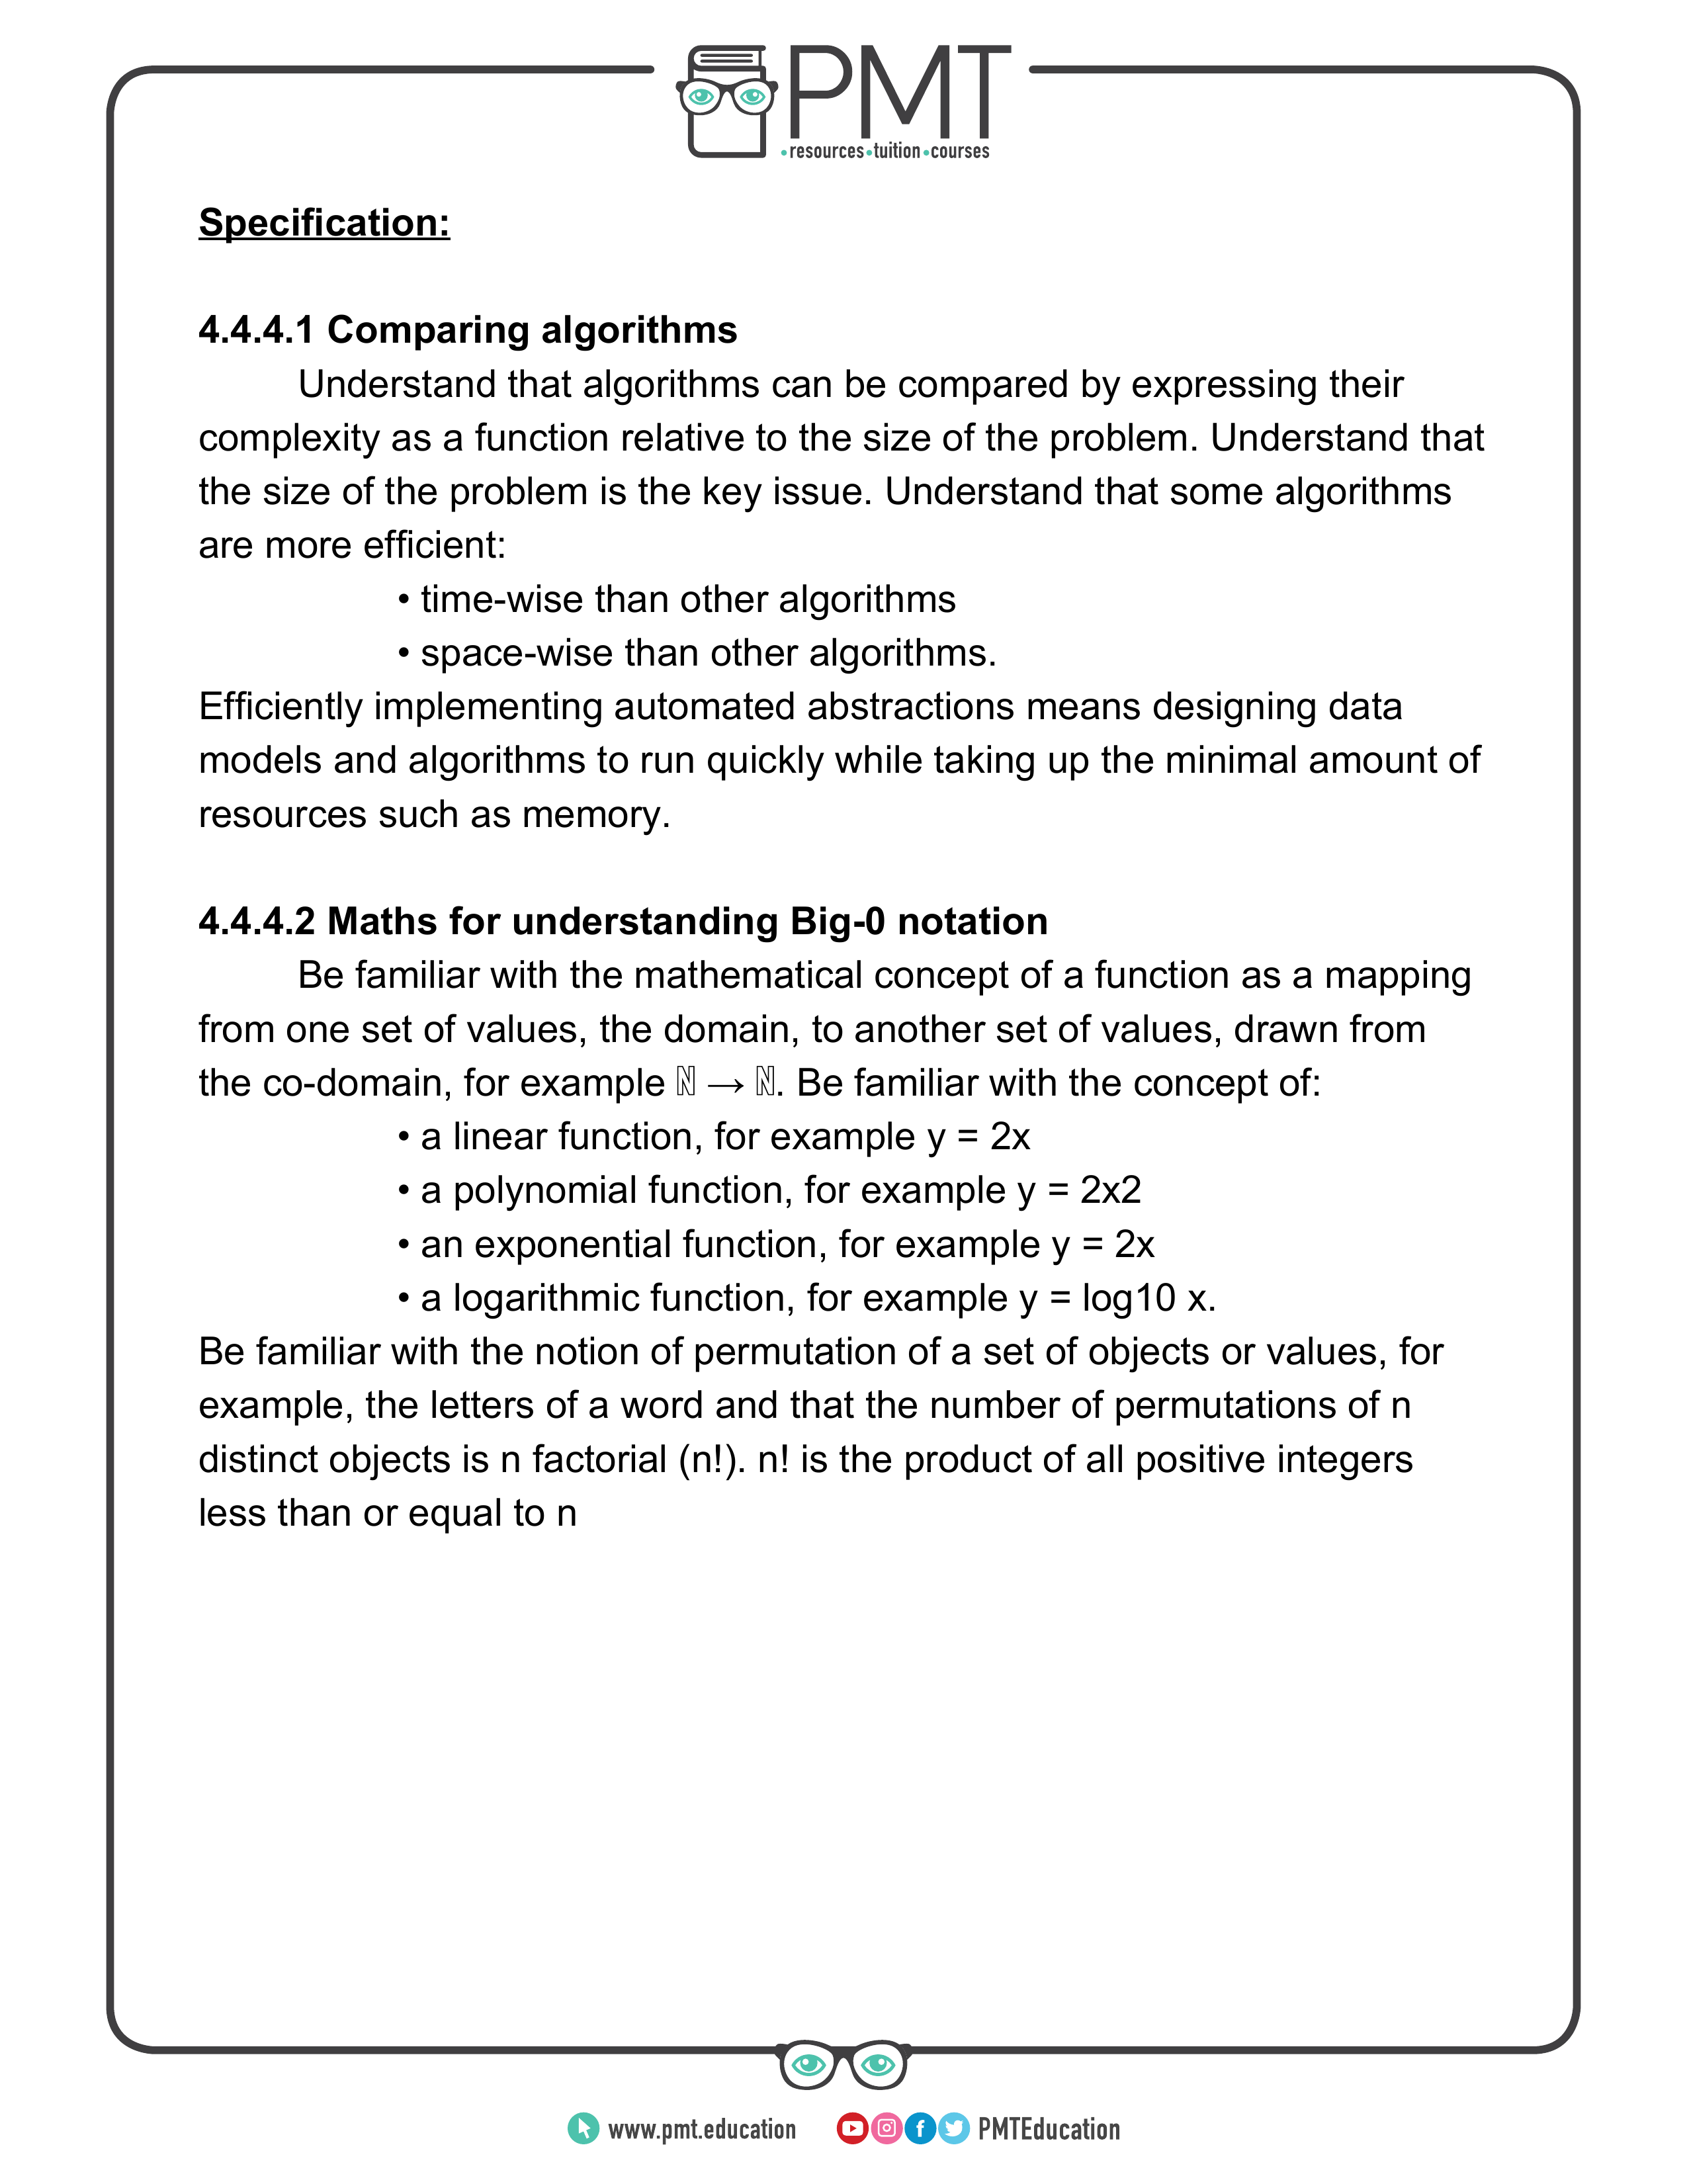 PMT
•resources•tuition•courses
Specification:
4.4.4.1 Comparing algorithms
Understand that algorithms can be compared by expressing their
complexity as a function relative to the size of the problem. Understand that
the size of the problem is the key issue. Understand that some algorithms
are more efficient:
• time-wise than other algorithms
• space-wise than other algorithms.
Efficiently implementing automated abstractions means designing data
models and algorithms to run quickly while taking up the minimal amount of
resources such as memory.
4.4.4.2 Maths for understanding Big-0 notation
Be familiar with the mathematical concept of a function as a mapping
from one set of values, the domain, to another set of values, drawn from
the co-domain, for example ℕ → ℕ. Be familiar with the concept of:
• a linear function, for example y = 2x
• a polynomial function, for example y = 2x2
• an exponential function, for example y = 2x
• a logarithmic function, for example y = log10 x.
Be familiar with the notion of permutation of a set of objects or values, for
example, the letters of a word and that the number of permutations of n
distinct objects is n factorial (n!). n! is the product of all positive integers
less than or equal to n
www.pmt.education
PMTEducation